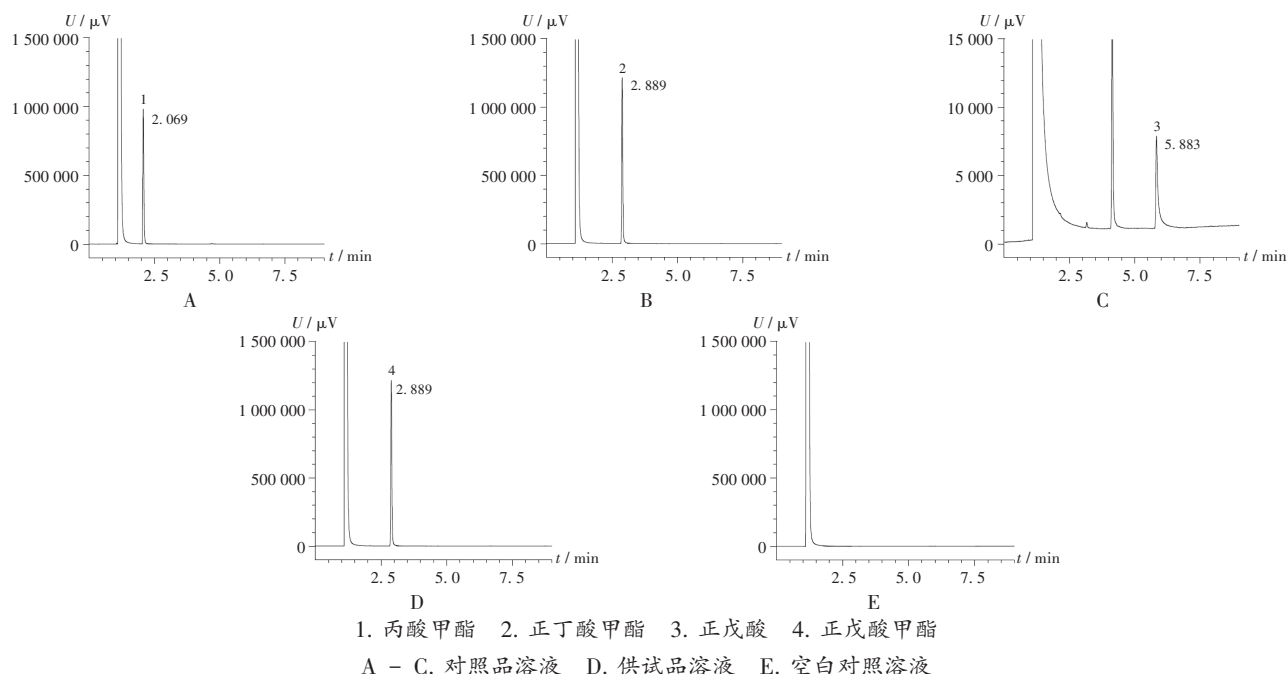 U / μV
1 500 000
1 000 000
500 000
0
1
2. 069
2. 5 5. 0 7. 5
t / min
A
U / μV
1 500 000
1 000 000
500 000
0
2
2. 889
2. 5 5. 0 7. 5
t / min
B
U / μV
15 000
10 000
5 000
0
3
5. 883
2. 5 5. 0 7. 5
t / min
C
U / μV
1 500 000
1 000 000
500 000
0
4
2. 889
2. 5 5. 0 7. 5
t / min
D
U / μV
1 500 000
1 000 000
500 000
0
2. 5 5. 0 7. 5
t / min
E
1. 丙酸甲酯 2. 正丁酸甲酯 3. 正戊酸 4. 正戊酸甲酯
A - C. 对照品溶液 D. 供试品溶液 E. 空白对照溶液